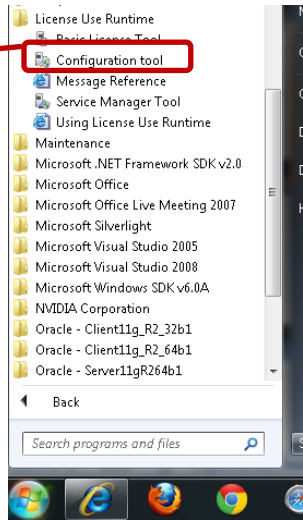 License Use Runtime
Basic License Tool
Configuration tool
Message Reference
Service Manager Tool
Using License Use Runtime
Maintenance
Microsoft .NET Framework SDK v2.0
Microsoft Office
Microsoft Office Live Meeting 2007
Microsoft Silverlight
Microsoft Visual Studio 2005
Microsoft Visual Studio 2008
Microsoft Windows SDK v6.0A
NVIDIA Corporation
Oracle - Client11g_R2_32b1
Oracle - Client11g_R2_64b1
Oracle - Server11gR264b1
Back
Search programs and files